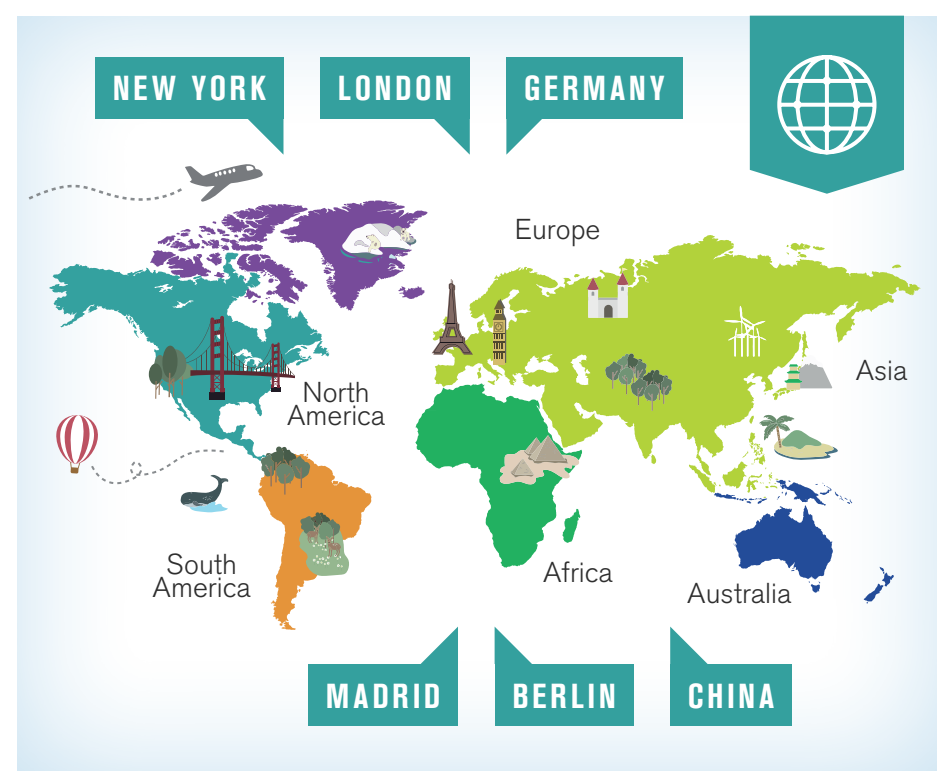 NEW YORK
LONDON
GERMANY
Europe
Asia
North
America
South
America
Africa
Australia
MADRID
BERLIN
CHINA